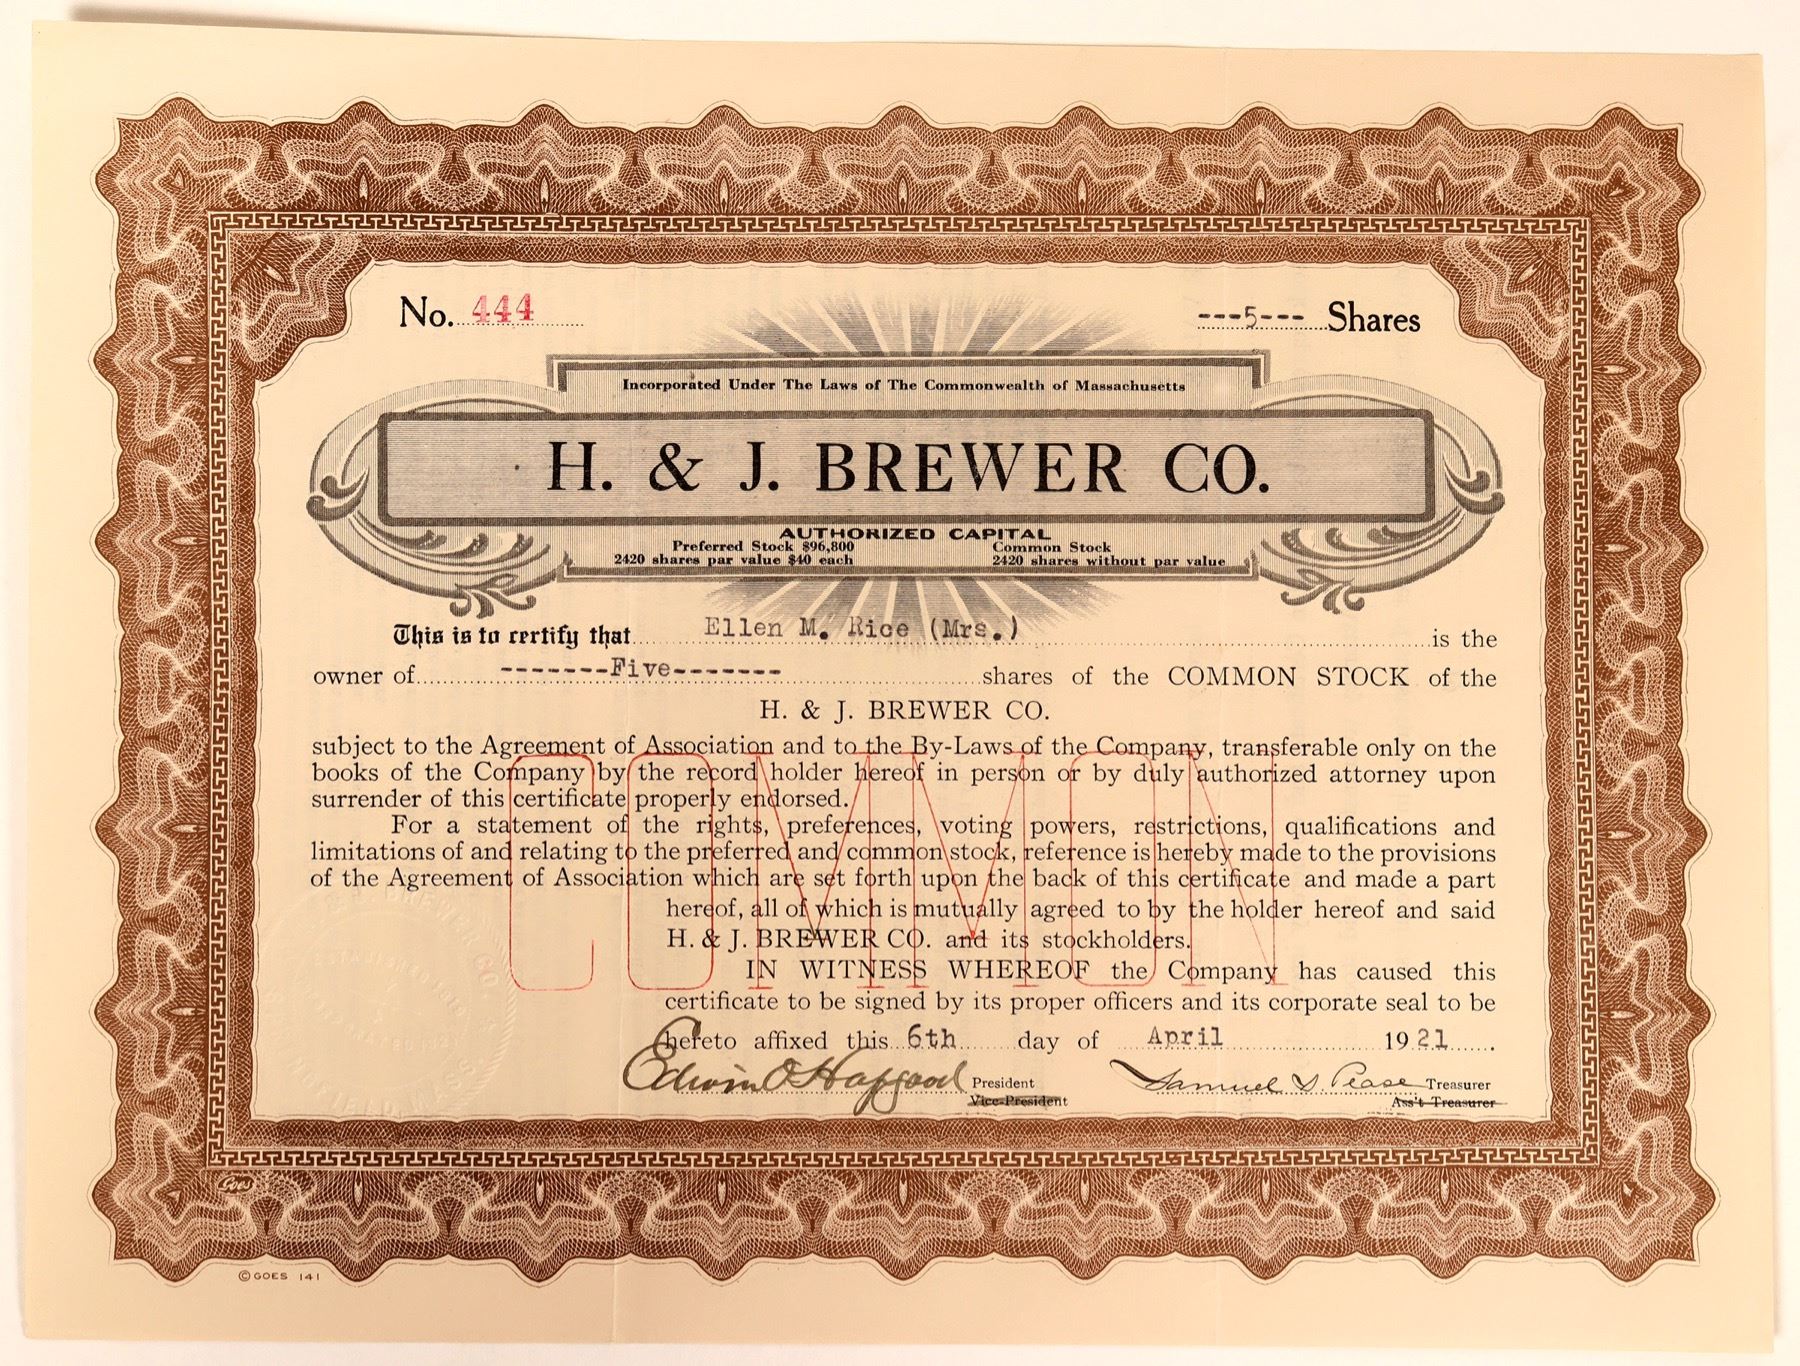 No. 444
---5--- Shares
Incorporated Under The Laws of The Commonwealth of Massachusetts
H. & J. BREWER CO.
AUTHORIZED CAPITAL
Preferred Stock $96,800 Common Stock
2420 shares par value $40 each 2420 shares without par value
This is to certify that Ellen M. Rice (Mrs.) is the
owner of -------Five------- shares of the COMMON STOCK of the
H. & J. BREWER CO.
subject to the Agreement of Association and to the By-Laws of the Company, transferable only on the
books of the Company by the record holder hereof in person or by duly authorized attorney upon
surrender of this certificate properly endorsed.
For a statement of the rights, preferences, voting powers, restrictions, qualifications and
limitations of and relating to the preferred and common stock, reference is hereby made to the provisions
of the Agreement of Association which are set forth upon the back of this certificate and made a part
hereof, all of which is mutually agreed to by the holder hereof and said
H. & J. BREWER CO. and its stockholders.
IN WITNESS WHEREOF the Company has caused this
certificate to be signed by its proper officers and its corporate seal to be
hereto affixed this 6th day of April 1921.
COMMON
Edwin O Hapgood President
Vice-President
Samuel S. Pease Treasurer
Ass't Treasurer
J. BREWER CO.
MASS
Goes
© GOES 141